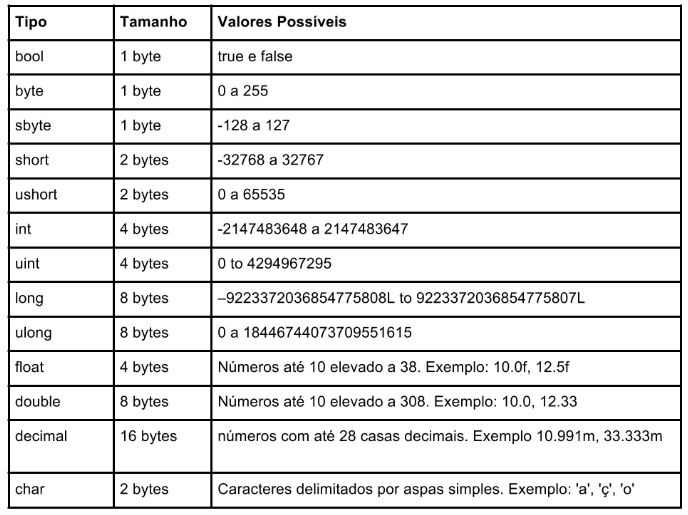 Tipo Tamanho Valores Possíveis
bool 1 byte true e false
byte 1 byte 0 a 255
sbyte 1 byte -128 a 127
short 2 bytes -32768 a 32767
ushort 2 bytes 0 a 65535
int 4 bytes -2147483648 a 2147483647
uint 4 bytes 0 to 4294967295
long 8 bytes –9223372036854775808L to 9223372036854775807L
ulong 8 bytes 0 a 18446744073709551615
float 4 bytes Números até 10 elevado a 38. Exemplo: 10.0f, 12.5f
double 8 bytes Números até 10 elevado a 308. Exemplo: 10.0, 12.33
decimal 16 bytes números com até 28 casas decimais. Exemplo 10.991m, 33.333m
char 2 bytes Caracteres delimitados por aspas simples. Exemplo: 'a', 'ç', 'o'